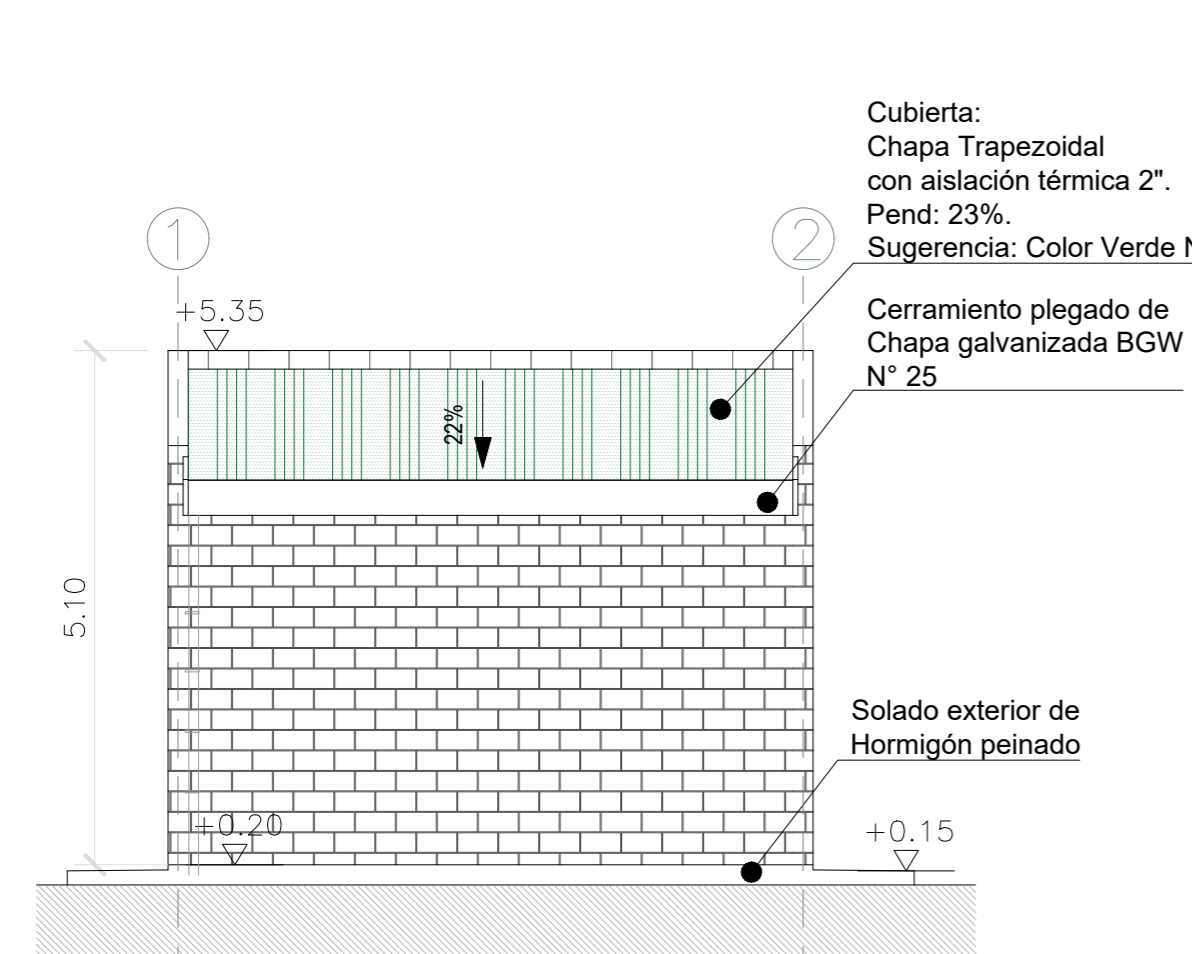 Cubierta:
Chapa Trapezoidal
con aislación térmica 2".
Pend: 23%.
Sugerencia: Color Verde N
1
2
+5.35
Cerramiento plegado de
Chapa galvanizada BGW
N° 25
22%
5.10
Solado exterior de
Hormigón peinado
+0.20
+0.15